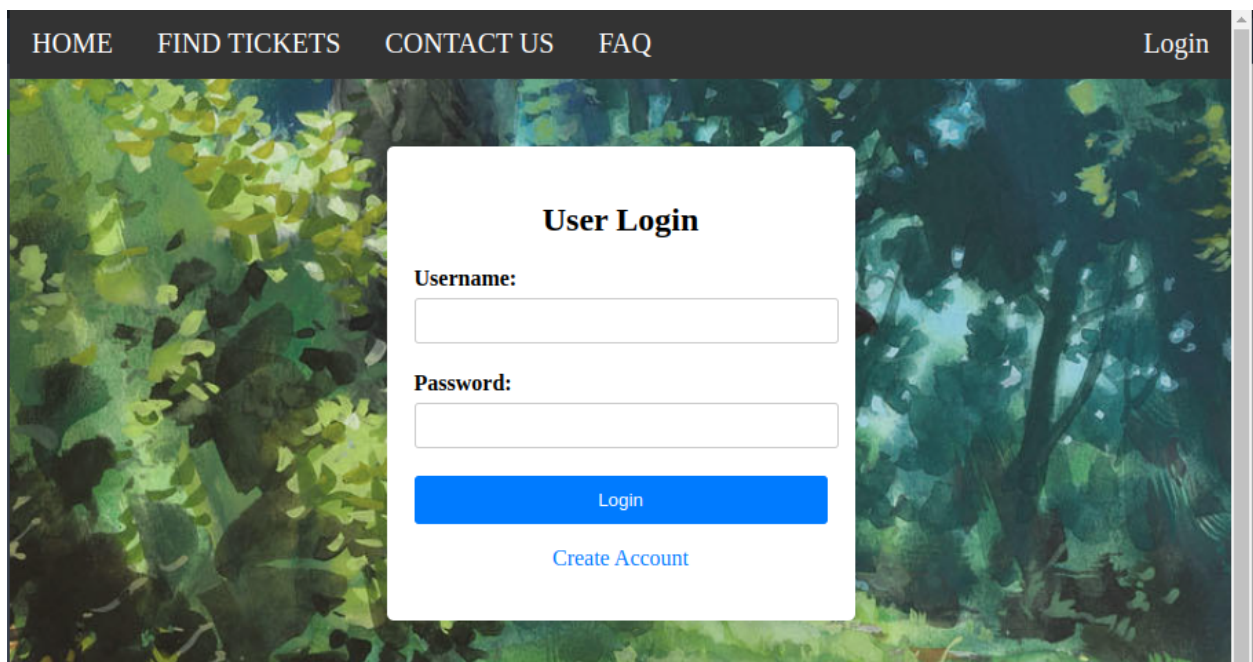 HOME FIND TICKETS CONTACT US FAQ Login
User Login
Username:
Password:
Login
Create Account